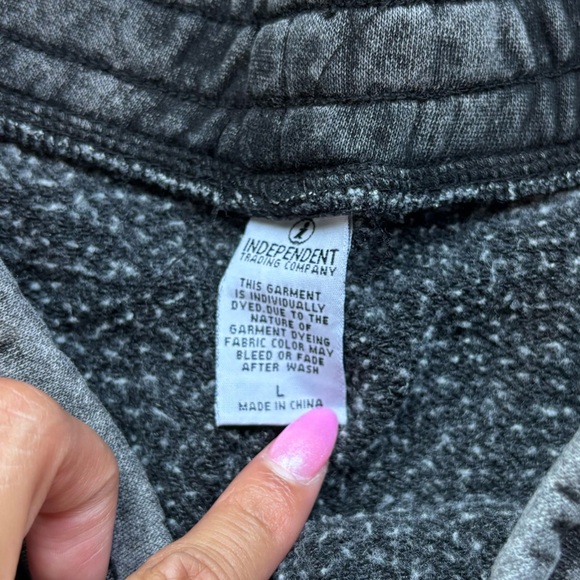 INDEPENDENT
TRADING COMPANY
THIS GARMENT
IS INDIVIDUALLY
DYED.DUE TO THE
NATURE OF
GARMENT DYEING
FABRIC COLOR MAY
BLEED OR FADE
AFTER WASH
L
MADE IN CHINA